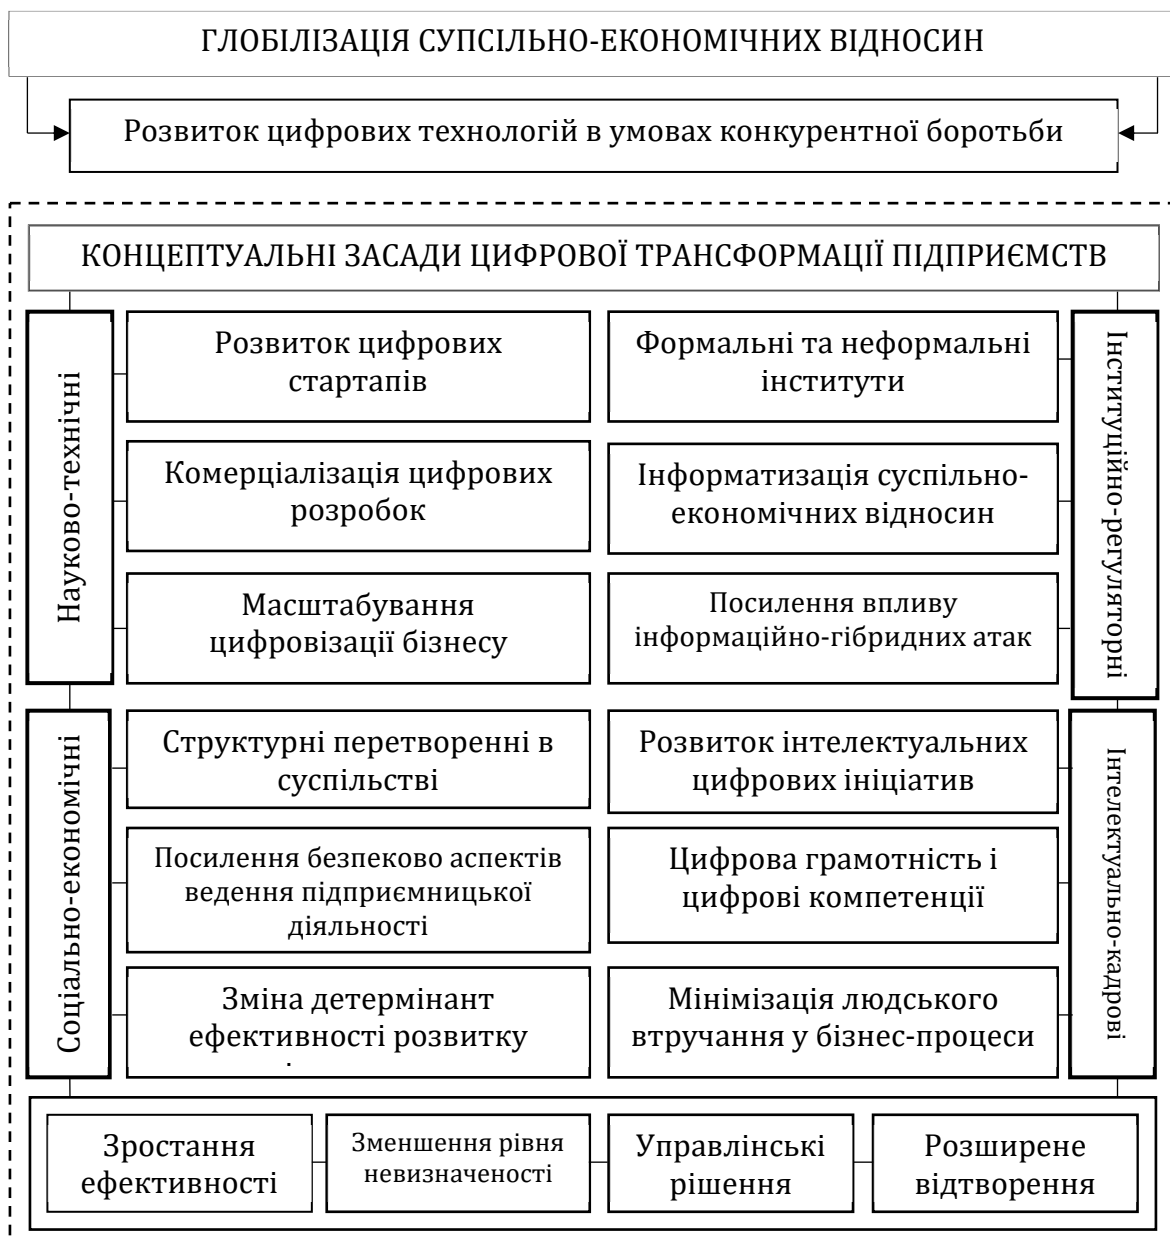 ГЛОБІЛІЗАЦІЯ СУПСІЛЬНО-ЕКОНОМІЧНИХ ВІДНОСИН
Розвиток цифрових технологій в умовах конкурентної боротьби
КОНЦЕПТУАЛЬНІ ЗАСАДИ ЦИФРОВОЇ ТРАНСФОРМАЦІЇ ПІДПРИЄМСТВ
Науково-технічні
Розвиток цифрових
стартапів
Комерціалізація цифрових
розробок
Масштабування
цифровізації бізнесу
Формальні та неформальні
інститути
Інформатизація суспільно-
економічних відносин
Посилення впливу
інформаційно-гібридних атак
Інституційно-регуляторні
Соціально-економічні
Структурні перетворенні в
суспільстві
Посилення безпеково аспектів
ведення підприємницької
діяльності
Зміна детермінант
ефективності розвитку
Розвиток інтелектуальних
цифрових ініціатив
Цифрова грамотність і
цифрові компетенції
Мінімізація людського
втручання у бізнес-процеси
Інтелектуально-кадрові
Зростання
ефективності
Зменшення рівня
невизначеності
Управлінські
рішення
Розширене
відтворення